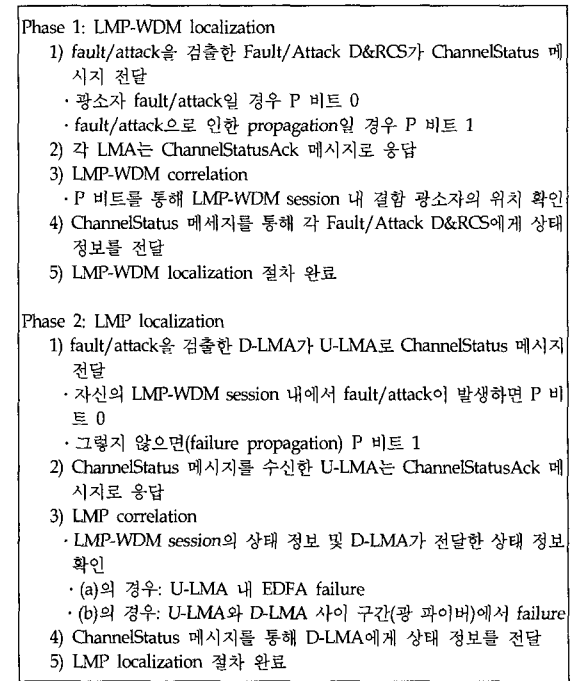 Phase 1: LMP-WDM localization
1) fault/attack을 검출한 Fault/Attack D&RCS가 ChannelStatus 메
시지 전달
· 광소자 fault/attack일 경우 P 비트 0
· fault/attack으로 인한 propagation일 경우 P 비트 1
2) 각 LMA는 ChannelStatusAck 메시지로 응답
3) LMP-WDM correlation
· P 비트를 통해 LMP-WDM session 내 결함 광소자의 위치 확인
4) ChannelStatus 메세지를 통해 각 Fault/Attack D&RCS에게 상태
정보를 전달
5) LMP-WDM localization 절차 완료
Phase 2: LMP localization
1) fault/attack을 검출한 D-LMA가 U-LMA로 ChannelStatus 메시지
전달
· 자신의 LMP-WDM session 내에서 fault/attack이 발생하면 P 비
트 0
· 그렇지 않으면(failure propagation) P 비트 1
2) ChannelStatus 메시지를 수신한 U-LMA는 ChannelStatusAck 메
시지로 응답
3) LMP correlation
· LMP-WDM session의 상태 정보 및 D-LMA가 전달한 상태 정보
확인
· (a)의 경우: U-LMA 내 EDFA failure
· (b)의 경우: U-LMA와 D-LMA 사이 구간(광 파이버)에서 failure
4) ChannelStatus 메시지를 통해 D-LMA에게 상태 정보를 전달
5) LMP localization 절차 완료